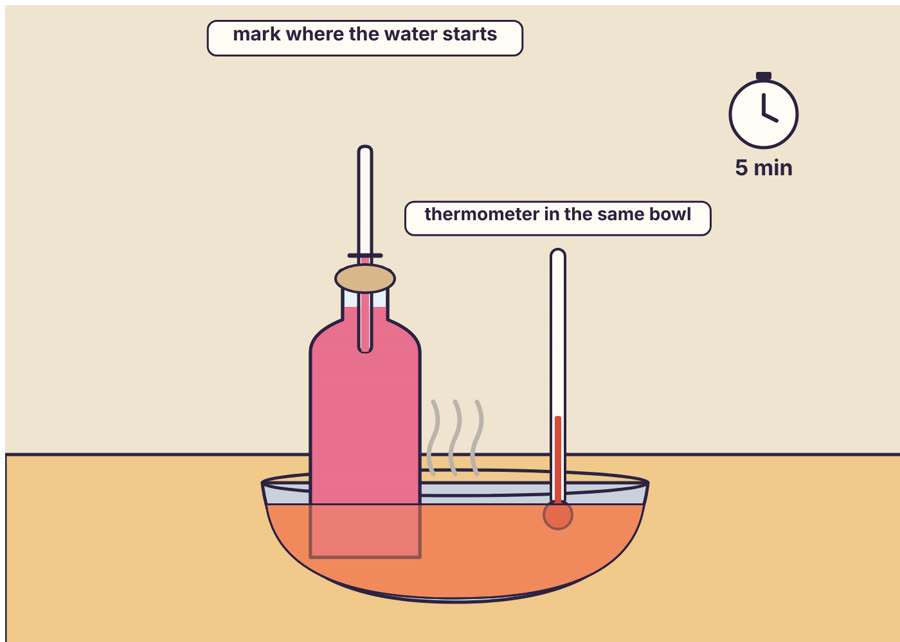 mark where the water starts
5 min
thermometer in the same bowl